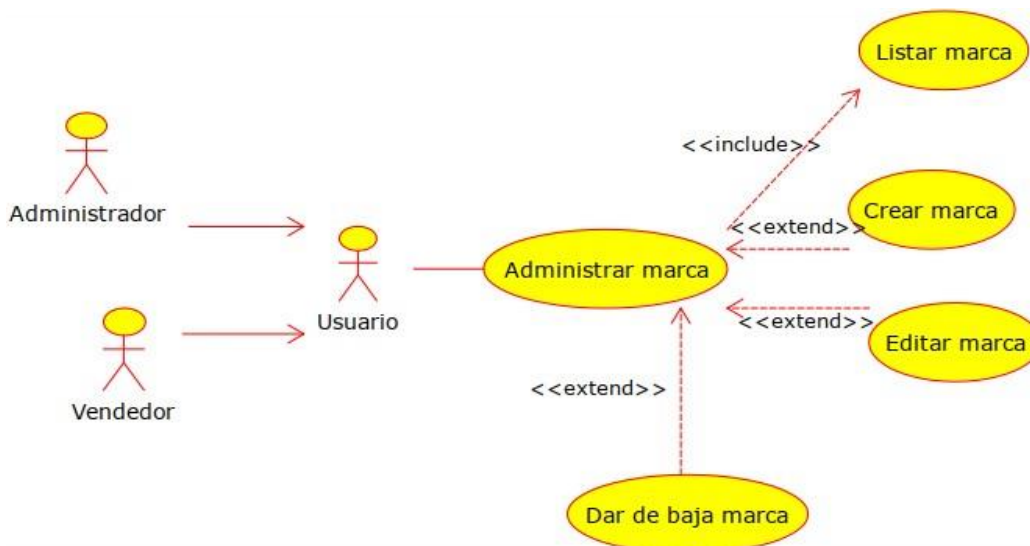 Listar marca
<<include>>
Administrador
Crear marca
<<extend>>
Administrar marca
Usuario
<<extend>>
Editar marca
Vendedor
<<extend>>
Dar de baja marca